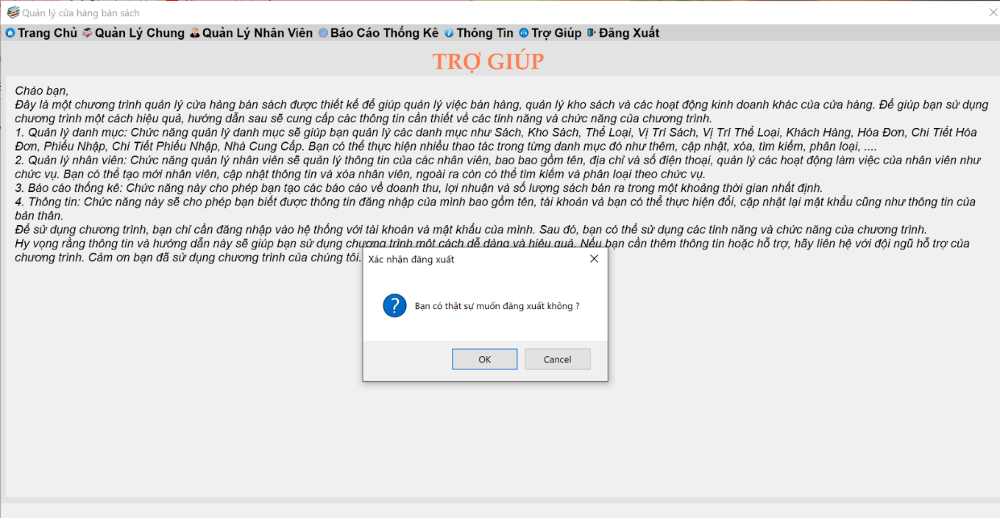 Quản lý cửa hàng bán sách
Trang Chủ Quản Lý Chung Quản Lý Nhân Viên Báo Cáo Thống Kê Thông Tin Trợ Giúp Đăng Xuất
TRỢ GIÚP
Chào bạn,
Đây là một chương trình quản lý cửa hàng bán sách được thiết kế để giúp quản lý việc bán hàng, quản lý kho sách và các hoạt động kinh doanh khác của cửa hàng. Để giúp bạn sử dụng
chương trình một cách hiệu quả, hướng dẫn sau sẽ cung cấp các thông tin cần thiết về các tính năng và chức năng của chương trình.
1. Quản lý danh mục: Chức năng quản lý danh mục sẽ giúp bạn quản lý các danh mục như Sách, Kho Sách, Thể Loại, Vị Trí Sách, Vị Trí Thể Loại, Khách Hàng, Hóa Đơn, Chi Tiết Hóa
Đơn, Phiếu Nhập, Chi Tiết Phiếu Nhập, Nhà Cung Cấp. Bạn có thể thực hiện nhiều thao tác trong từng danh mục đó như thêm, cập nhật, xóa, tìm kiếm, phân loại, ....
2. Quản lý nhân viên: Chức năng quản lý nhân viên sẽ quản lý thông tin của các nhân viên, bao bao gồm tên, địa chỉ và số điện thoại, quản lý các hoạt động làm việc của nhân viên như
chức vụ. Bạn có thể tạo mới nhân viên, cập nhật thông tin và xóa nhân viên, ngoài ra còn có thể tìm kiếm và phân loại theo chức vụ.
3. Báo cáo thống kê: Chức năng này cho phép bạn tạo các báo cáo về doanh thu, lợi nhuận và số lượng sách bán ra trong một khoảng thời gian nhất định.
4. Thông tin: Chức năng này sẽ cho phép bạn biết được thông tin đăng nhập của mình bao gồm tên, tài khoản và bạn có thể thực hiện đổi, cập nhật lại mật khẩu cũng như thông tin của
bản thân.
Để sử dụng chương trình, bạn chỉ cần đăng nhập vào hệ thống với tài khoản và mật khẩu của mình. Sau đó, bạn có thể sử dụng các tính năng và chức năng của chương trình.
Hy vọng rằng thông tin và hướng dẫn này sẽ giúp bạn sử dụng chương trình một cách dễ dàng và hiệu quả. Nếu bạn cần thêm thông tin hoặc hỗ trợ, hãy liên hệ với đội ngũ hỗ trợ của
chương trình. Cảm ơn bạn đã sử dụng chương trình của chúng tôi.
Xác nhận đăng xuất
Bạn có thật sự muốn đăng xuất không ?
OK Cancel